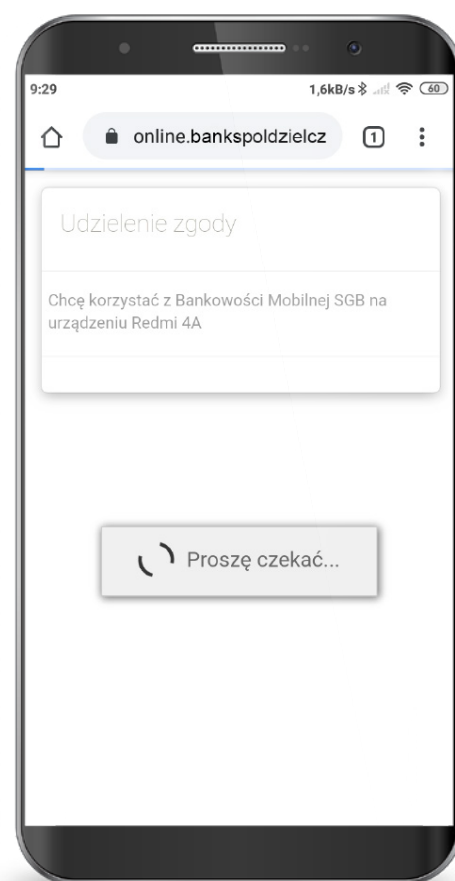 9:29 1,6kB/s 60
online.bankspoldzielcz 1
Udzielenie zgody
Chcę korzystać z Bankowości Mobilnej SGB na
urządzeniu Redmi 4A
Proszę czekać...